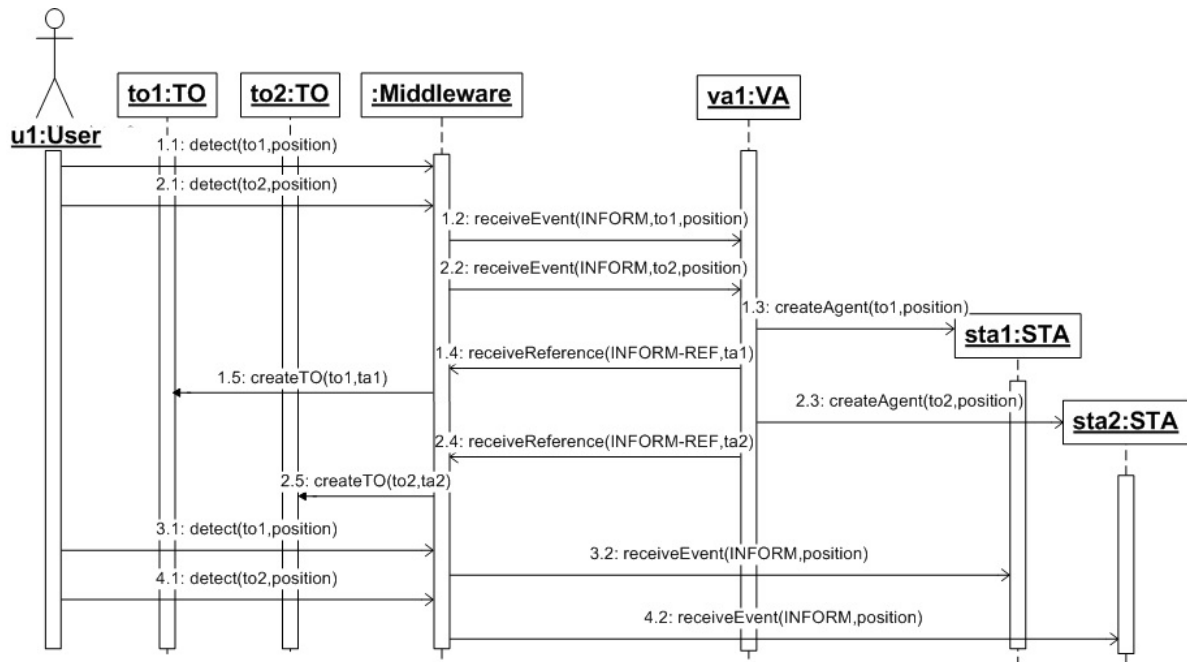 to1:TO
to2:TO
:Middleware
va1:VA
u1:User
1.1: detect(to1,position)
2.1: detect(to2,position)
1.2: receiveEvent(INFORM,to1,position)
2.2: receiveEvent(INFORM,to2,position)
1.3: createAgent(to1,position)
sta1:STA
1.4: receiveReference(INFORM-REF,ta1)
1.5: createTO(to1,ta1)
2.3: createAgent(to2,position)
sta2:STA
2.4: receiveReference(INFORM-REF,ta2)
2.5: createTO(to2,ta2)
3.1: detect(to1,position)
3.2: receiveEvent(INFORM,position)
4.1: detect(to2,position)
4.2: receiveEvent(INFORM,position)